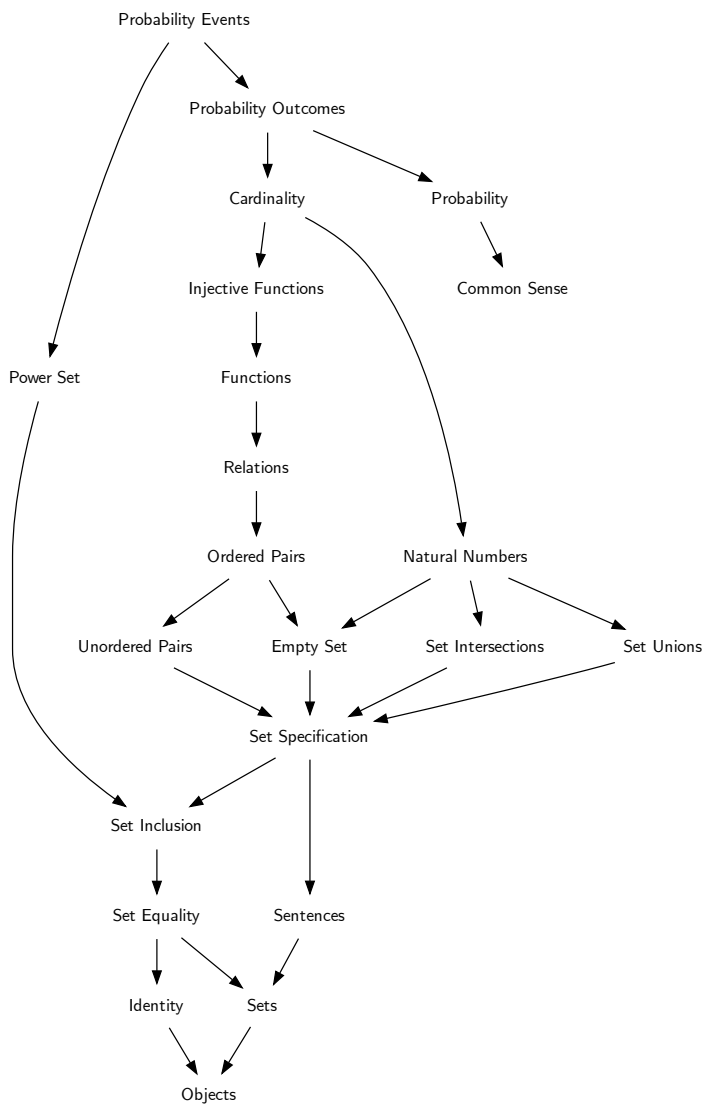 Probability Events
Probability Outcomes
Cardinality
Probability
Injective Functions
Common Sense
Power Set
Functions
Relations
Ordered Pairs
Natural Numbers
Unordered Pairs
Empty Set
Set Intersections
Set Unions
Set Specification
Set Inclusion
Set Equality
Sentences
Identity
Sets
Objects